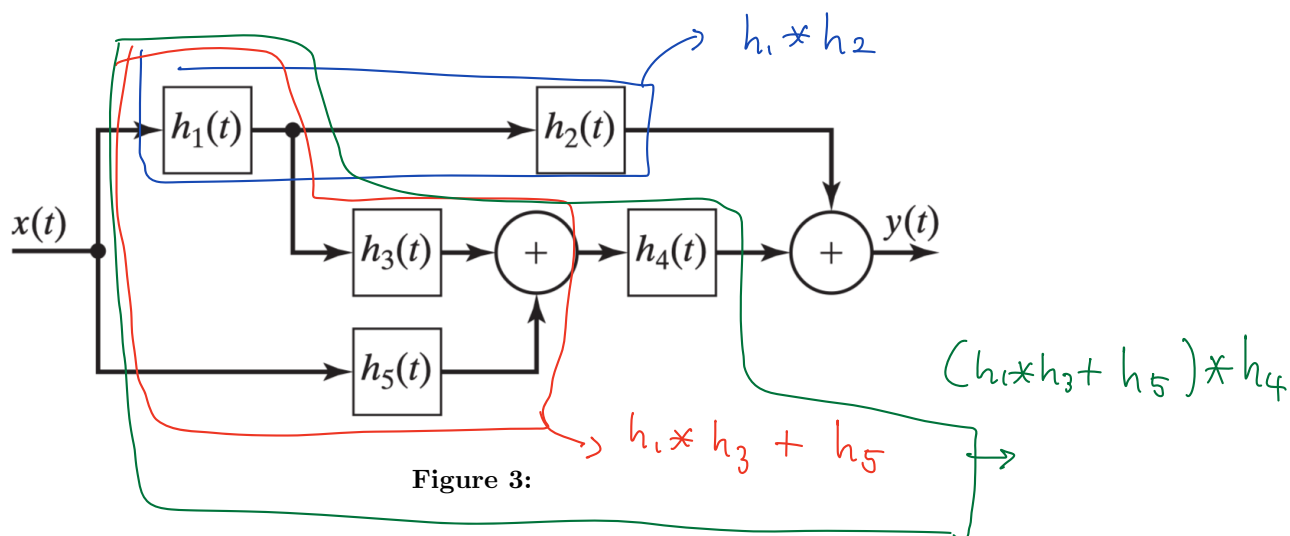 h₁ * h₂
h₁(t)
h₂(t)
x(t)
h₃(t)
+
h₄(t)
+
y(t)
h₅(t)
(h₁*h₃+ h₅)*h₄
h₁ * h₃ + h₅
Figure 3: